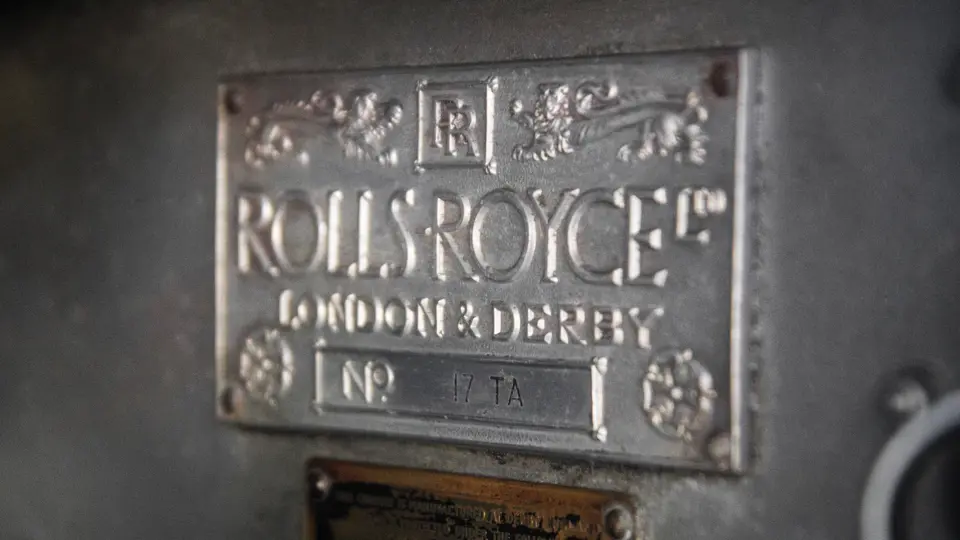 RR
ROLLS-ROYCE LTD
LONDON & DERBY
No 17 TA